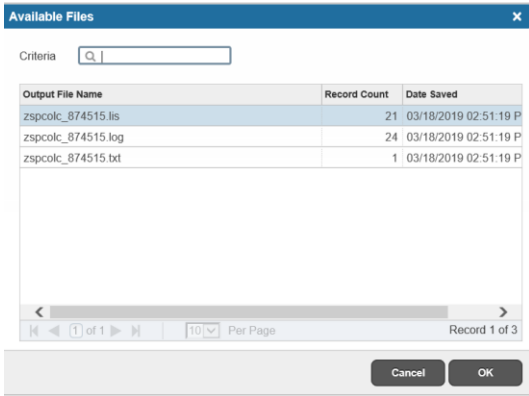 Available Files
Criteria
Output File Name Record Count Date Saved
zspcolc_874515.lis 21 03/18/2019 02:51:19 P
zspcolc_874515.log 24 03/18/2019 02:51:19 P
zspcolc_874515.txt 1 03/18/2019 02:51:19 P
1 of 1 10 Per Page Record 1 of 3
Cancel OK